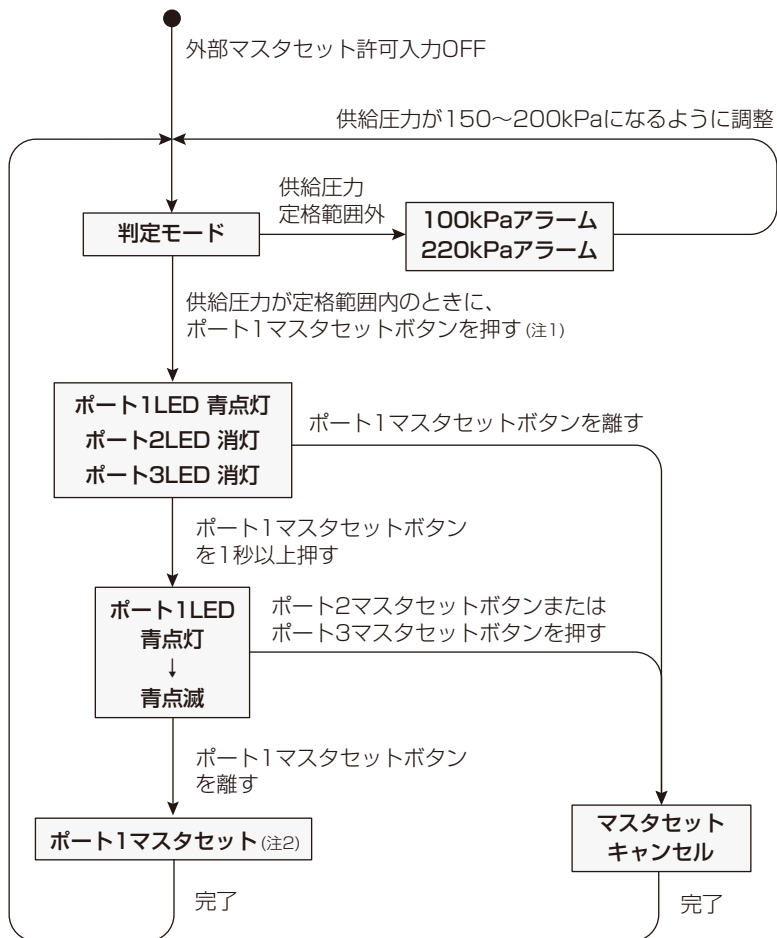 外部マスタセット許可入力OFF
供給圧力が150～200kPaになるように調整
供給圧力
定格範囲外
判定モード
100kPaアラーム
220kPaアラーム
供給圧力が定格範囲内のときに、
ポート1マスタセットボタンを押す(注1)
ポート1LED 青点灯
ポート2LED 消灯
ポート3LED 消灯
ポート1マスタセットボタンを離す
ポート1マスタセットボタン
を1秒以上押す
ポート1LED
青点灯
↓
青点滅
ポート2マスタセットボタンまたは
ポート3マスタセットボタンを押す
ポート1マスタセットボタン
を離す
ポート1マスタセット(注2)
マスタセット
キャンセル
完了
完了